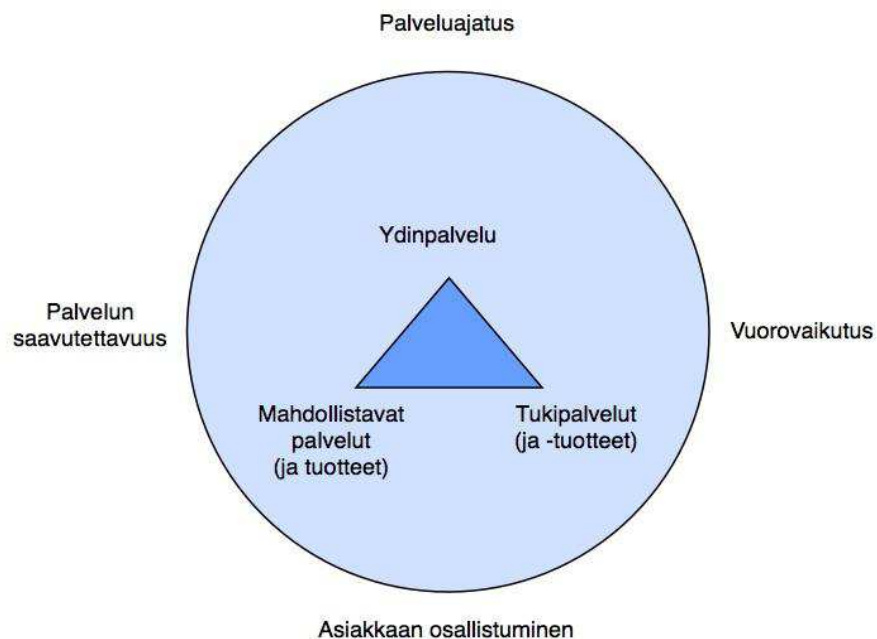 Palveluajatus
Ydinpalvelu
Palvelun
saavutettavuus
Vuorovaikutus
Mahdollistavat
palvelut
(ja tuotteet)
Tukipalvelut
(ja -tuotteet)
Asiakkaan osallistuminen